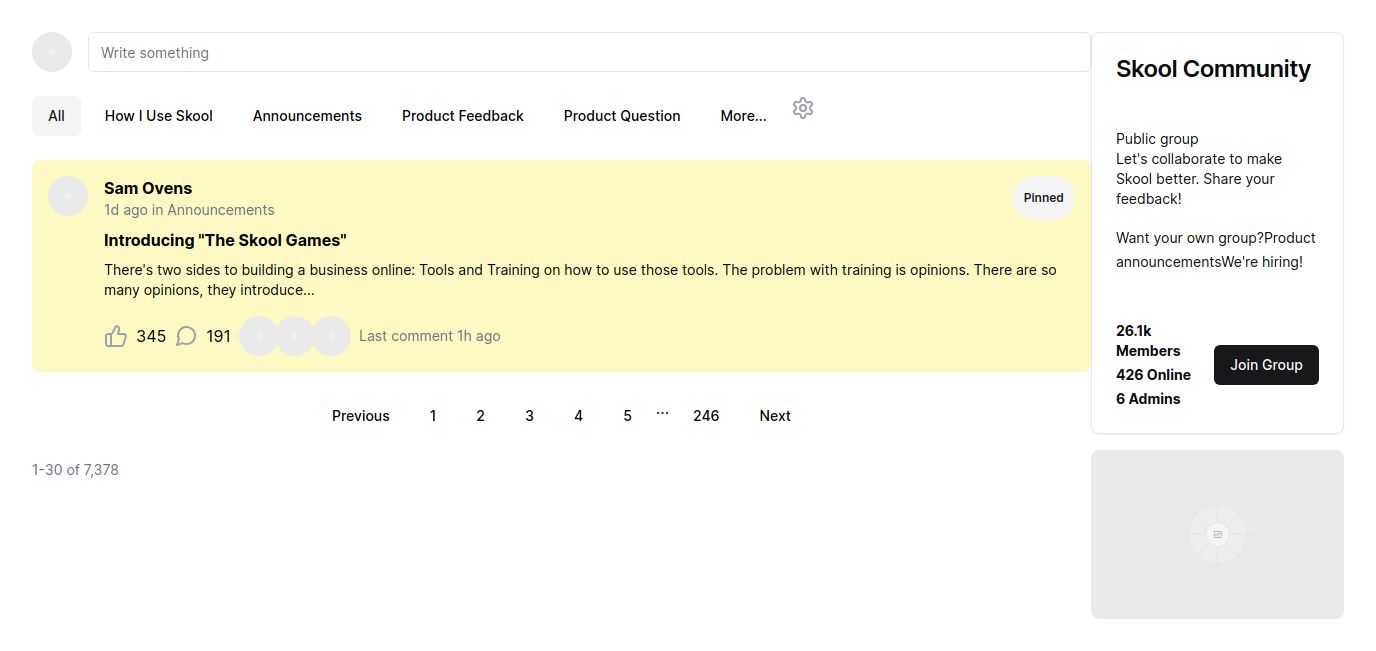 Write something
All How I Use Skool Announcements Product Feedback Product Question More...
Sam Ovens
1d ago in Announcements
Pinned
Introducing "The Skool Games"
There's two sides to building a business online: Tools and Training on how to use those tools. The problem with training is opinions. There are so
many opinions, they introduce...
345 191 Last comment 1h ago
Previous 1 2 3 4 5 ... 246 Next
1-30 of 7,378
Skool Community
Public group
Let's collaborate to make
Skool better. Share your
feedback!
Want your own group?Product
announcementsWe're hiring!
26.1k
Members
426 Online
6 Admins
Join Group